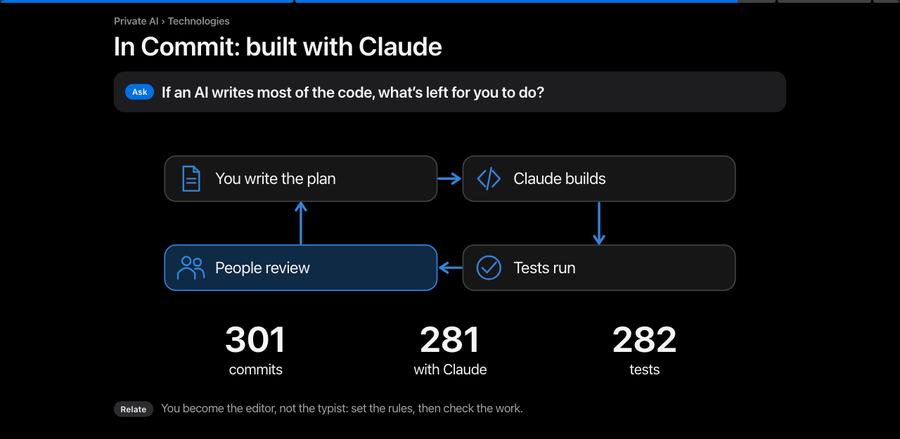 Private AI › Technologies
In Commit: built with Claude
Ask If an AI writes most of the code, what’s left for you to do?
You write the plan
Claude builds
People review
Tests run
301
281
282
commits
with Claude
tests
Relate You become the editor, not the typist: set the rules, then check the work.